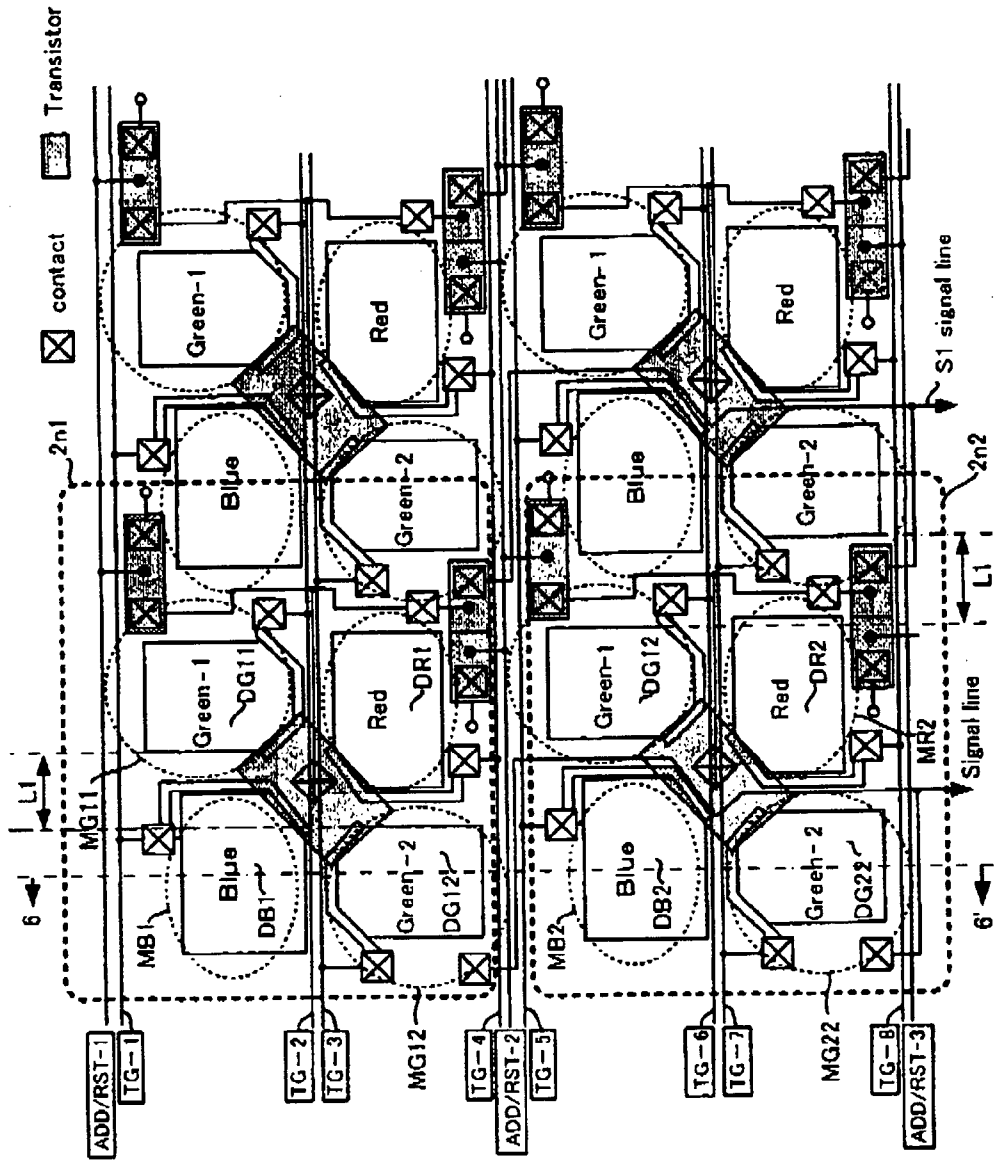 Transistor
contact
2n1
Green-1
Red
Green-1
Red
S1 signal line
Blue
Green-2
Blue
Green-2
2n2
L1
Green-1
DG11
Red
DR1
Green-1
DG12
Red
DR2
MR2
Signal line
L1
MG11
Blue
DB1
Green-2
DG12
Blue
DB2
Green-2
DG22
6
6'
MB1
MG12
MB2
MG22
ADD/RST-1
TG-1
TG-2
TG-3
TG-4
ADD/RST-2
TG-5
TG-6
TG-7
TG-8
ADD/RST-3